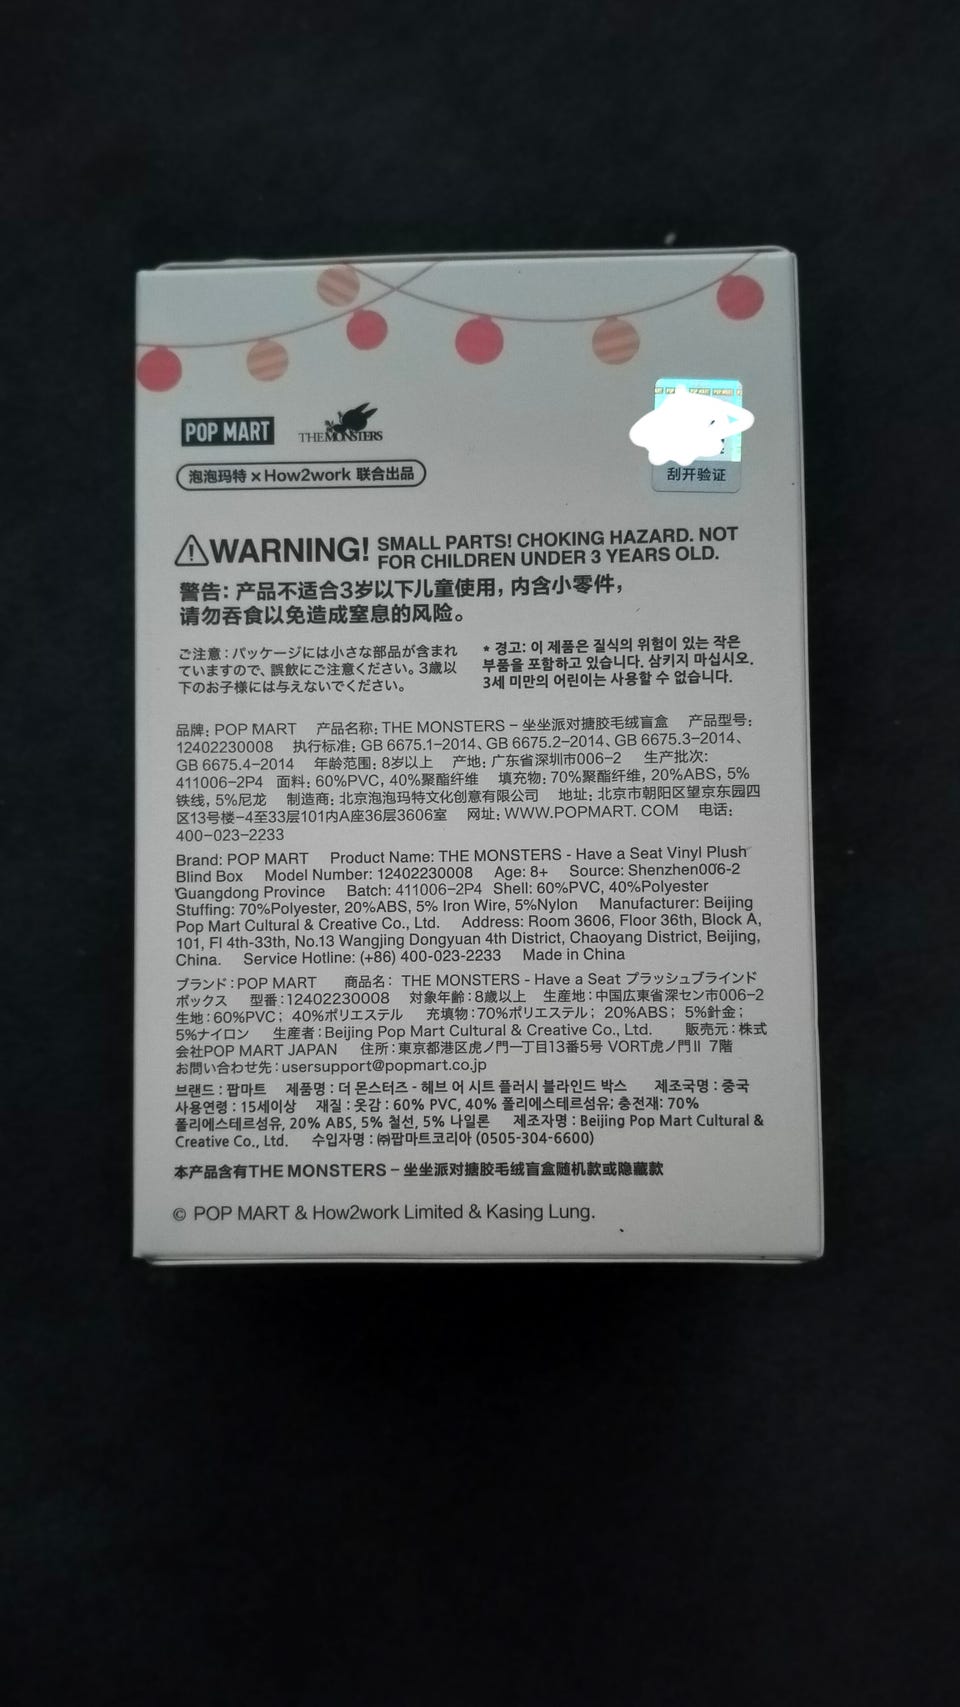 POP MART
THE MONSTERS
泡泡玛特 × How2work 联合出品
POP MART
刮开验证
WARNING! SMALL PARTS! CHOKING HAZARD. NOT
FOR CHILDREN UNDER 3 YEARS OLD.
警告: 产品不适合3岁以下儿童使用, 内含小零件,
请勿吞食以免造成窒息的风险。
ご注意:パッケージには小さな部品が含まれ
ていますので、誤飲にご注意ください。3歳以
下のお子様には与えないでください。
* 경고: 이 제품은 질식의 위험이 있는 작은
부품을 포함하고 있습니다. 삼키지 마십시오.
3세 미만의 어린이는 사용할 수 없습니다.
品牌: POP MART 产品名称: THE MONSTERS – 坐坐派对搪胶毛绒盲盒 产品型号:
12402230008 执行标准: GB 6675.1–2014、GB 6675.2–2014、GB 6675.3–2014、
GB 6675.4–2014 年龄范围: 8岁以上 产地: 广东省深圳市006–2 生产批次:
411006–2P4 面料: 60%PVC, 40%聚酯纤维 填充物: 70%聚酯纤维, 20%ABS, 5%
铁线, 5%尼龙 制造商: 北京泡泡玛特文化创意有限公司 地址: 北京市朝阳区望京东园四
区13号楼–4至33层101内A座36层3606室 网址: WWW.POPMART. COM 电话:
400–023–2233
Brand: POP MART Product Name: THE MONSTERS - Have a Seat Vinyl Plush
Blind Box Model Number: 12402230008 Age: 8+ Source: Shenzhen006-2
Guangdong Province Batch: 411006–2P4 Shell: 60%PVC, 40%Polyester
Stuffing: 70%Polyester, 20%ABS, 5% Iron Wire, 5%Nylon Manufacturer: Beijing
Pop Mart Cultural & Creative Co., Ltd. Address: Room 3606, Floor 36th, Block A,
101, Fl 4th-33th, No.13 Wangjing Dongyuan 4th District, Chaoyang District, Beijing,
China. Service Hotline: (+86) 400-023-2233 Made in China
ブランド:POP MART 商品名: THE MONSTERS - Have a Seat プラッシュブラインド
ボックス 型番:12402230008 対象年齢:8歳以上 生産地:中国広東省深セン市006–2
生地:60%PVC; 40%ポリエステル 充填物:70%ポリエステル; 20%ABS; 5%針金;
5%ナイロン 生産者:Beijing Pop Mart Cultural & Creative Co., Ltd. 販売元:株式
会社POP MART JAPAN 住所:東京都港区虎ノ門一丁目13番5号 VORT虎ノ門Ⅱ 7階
お問い合わせ先:usersupport@popmart.co.jp
브랜드 : 팝마트 제품명 : 더 몬스터즈 - 헤브 어 시트 플러시 블라인드 박스 제조국명 : 중국
사용연령 : 15세이상 재질 : 옷감 : 60% PVC, 40% 폴리에스테르섬유; 충전재: 70%
폴리에스테르섬유, 20% ABS, 5% 철선, 5% 나일론 제조자명 : Beijing Pop Mart Cultural &
Creative Co., Ltd. 수입자명 : ㈜팝마트코리아 (0505-304-6600)
本产品含有THE MONSTERS – 坐坐派对搪胶毛绒盲盒随机款或隐藏款
© POP MART & How2work Limited & Kasing Lung.